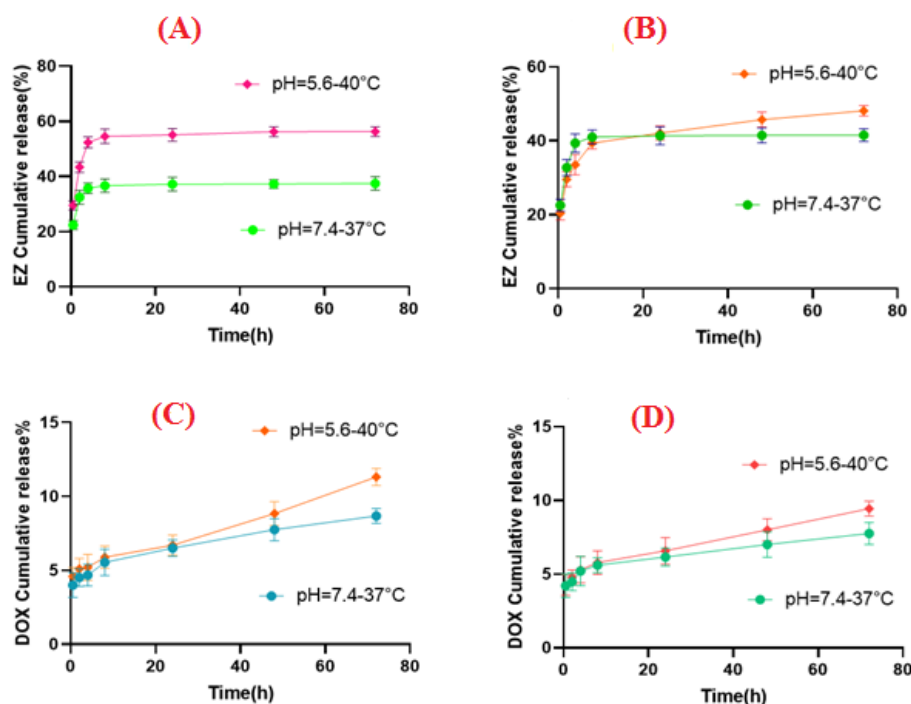 (A)
EZ Cumulative release(%)
80
60
40
20
0
pH=5.6-40°C
pH=7.4-37°C
0
20
40
60
80
Time(h)
(B)
EZ Cumulative release(%)
60
40
20
0
pH=5.6-40°C
pH=7.4-37°C
0
20
40
60
80
Time(h)
(C)
DOX Cumulative release%
15
10
5
0
pH=5.6-40°C
pH=7.4-37°C
0
20
40
60
80
Time(h)
(D)
DOX Cumulative release%
15
10
5
0
pH=5.6-40°C
pH=7.4-37°C
0
20
40
60
80
Time(h)